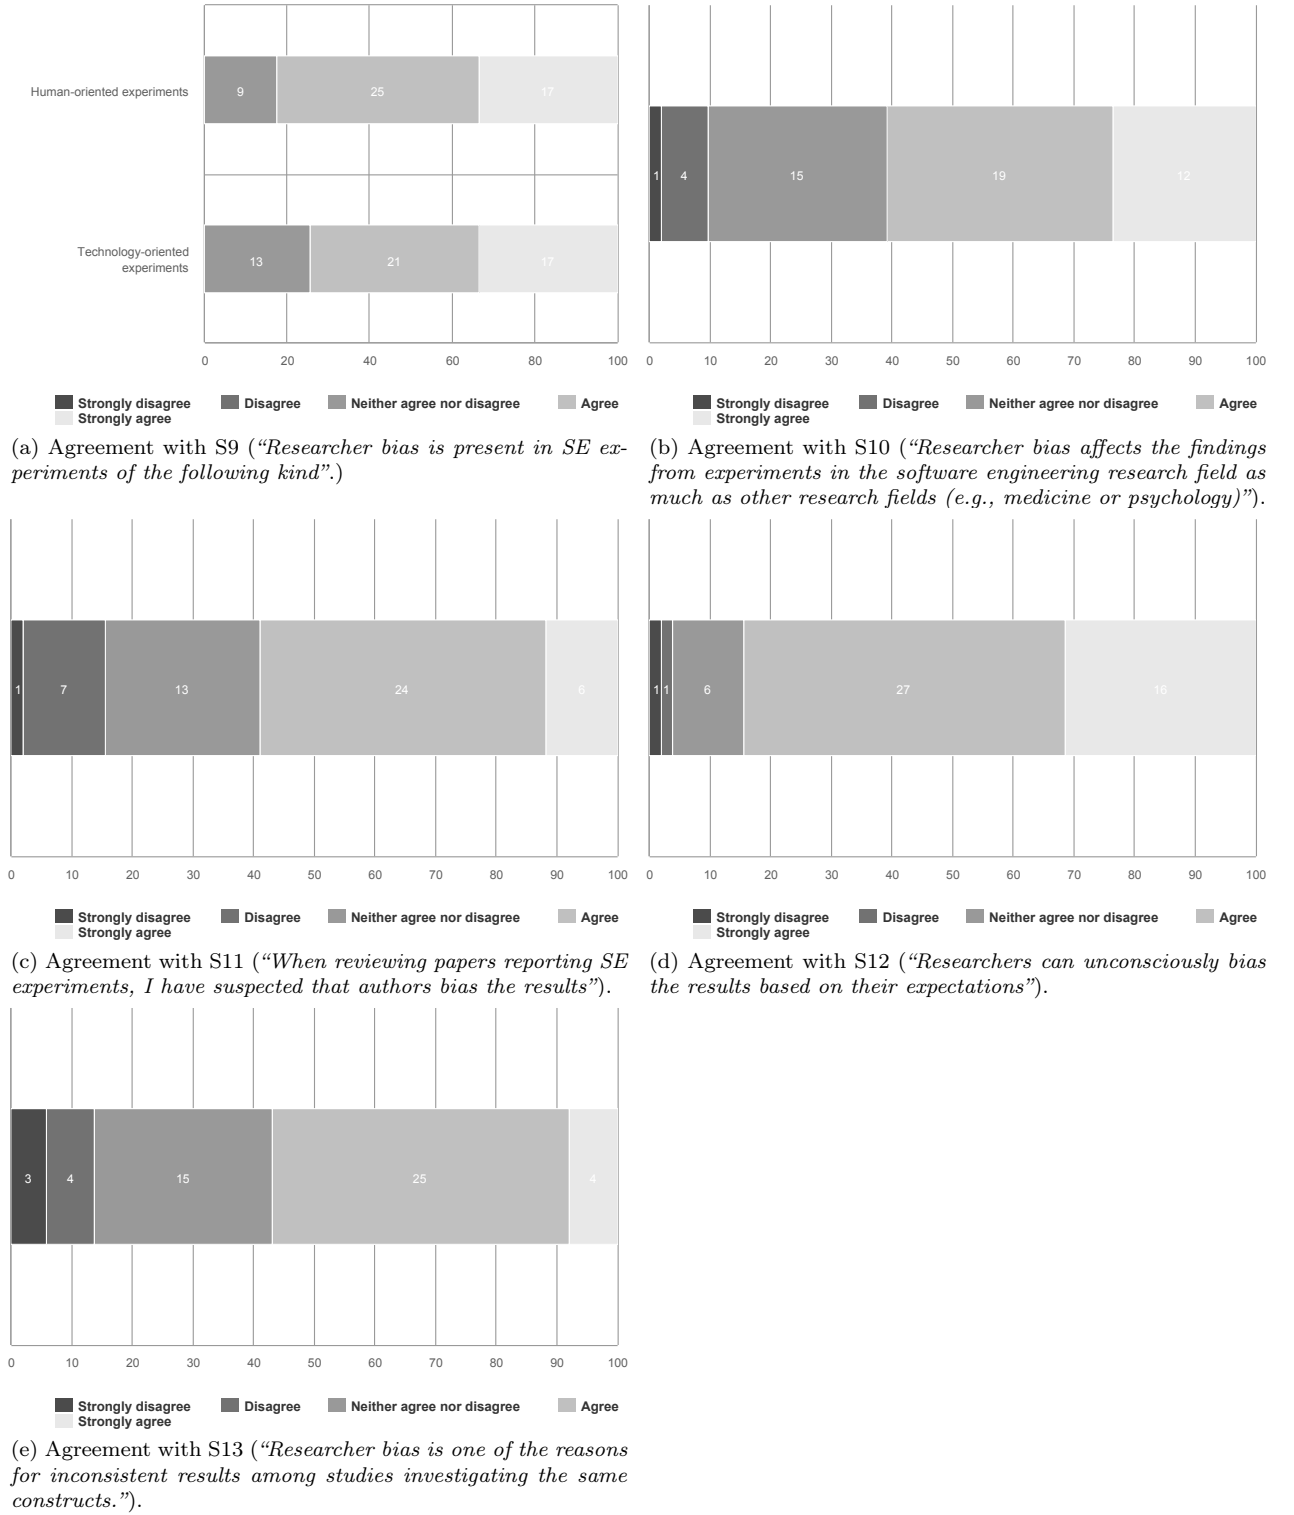 Human-oriented experiments
9 25 17
Technology-oriented
experiments
13 21 17
0 20 40 60 80 100
Strongly disagree Disagree Neither agree nor disagree Agree
Strongly agree
(a) Agreement with S9 (“Researcher bias is present in SE ex-
periments of the following kind”.)
1 4 15 19 12
0 10 20 30 40 50 60 70 80 90 100
Strongly disagree Disagree Neither agree nor disagree Agree
Strongly agree
(b) Agreement with S10 (“Researcher bias affects the findings
from experiments in the software engineering research field as
much as other research fields (e.g., medicine or psychology)”).
1 7 13 24 6
0 10 20 30 40 50 60 70 80 90 100
Strongly disagree Disagree Neither agree nor disagree Agree
Strongly agree
(c) Agreement with S11 (“When reviewing papers reporting SE
experiments, I have suspected that authors bias the results”).
1 1 6 27 16
0 10 20 30 40 50 60 70 80 90 100
Strongly disagree Disagree Neither agree nor disagree Agree
Strongly agree
(d) Agreement with S12 (“Researchers can unconsciously bias
the results based on their expectations”).
3 4 15 25 4
0 10 20 30 40 50 60 70 80 90 100
Strongly disagree Disagree Neither agree nor disagree Agree
Strongly agree
(e) Agreement with S13 (“Researcher bias is one of the reasons
for inconsistent results among studies investigating the same
constructs.”).